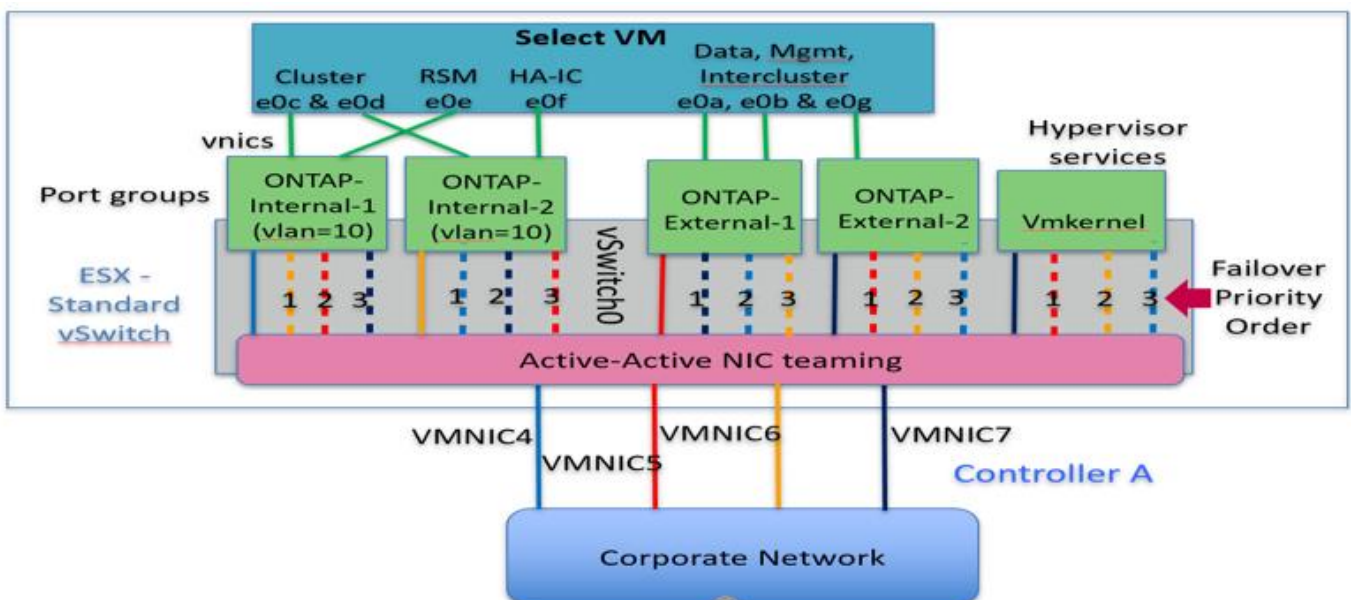 Select VM
Cluster
e0c & e0d
RSM
e0e
HA-IC
e0f
Data, Mgmt,
Intercluster
e0a, e0b & e0g
vnics
Hypervisor
services
Port groups
ONTAP-
Internal-1
(vlan=10)
ONTAP-
Internal-2
(vlan=10)
ONTAP-
External-1
ONTAP-
External-2
Vmkernel
ESX -
Standard
vSwitch
vSwitch0
1 2 3
1 2 3
1 2 3
1 2 3
1 2 3
Failover
Priority
Order
Active-Active NIC teaming
VMNIC4
VMNIC5
VMNIC6
VMNIC7
Controller A
Corporate Network